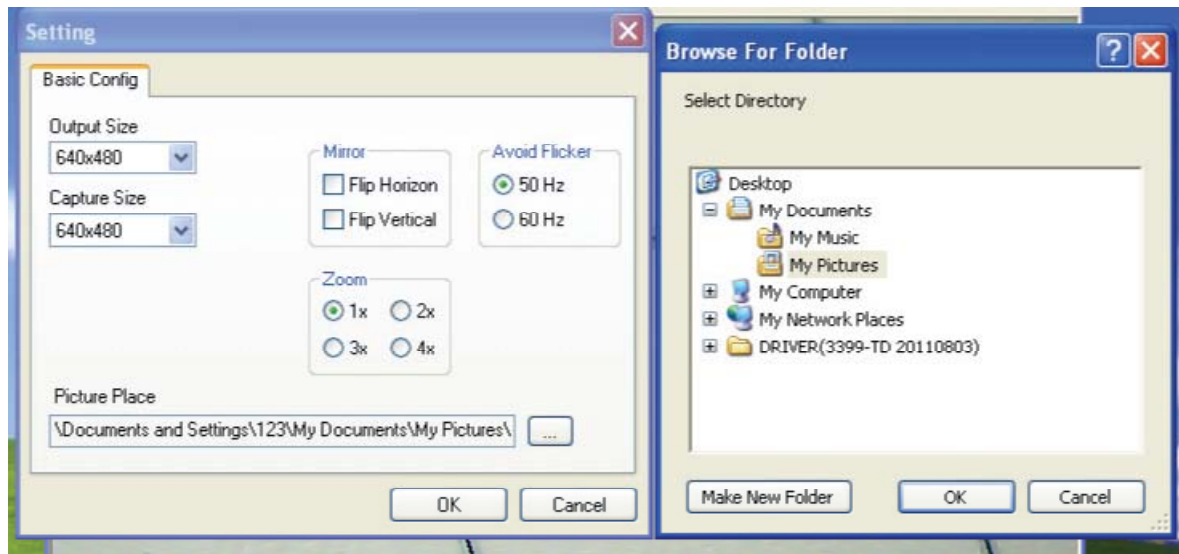 Setting
Basic Config
Output Size
640x480
Capture Size
640x480
Mirror
Flip Horizon
Flip Vertical
Avoid Flicker
50 Hz
60 Hz
Zoom
1x 2x
3x 4x
Picture Place
\Documents and Settings\123\My Documents\My Pictures\ ...
OK Cancel
Browse For Folder
Select Directory
Desktop
My Documents
My Music
My Pictures
My Computer
My Network Places
DRIVER(3399-TD 20110803)
Make New Folder OK Cancel